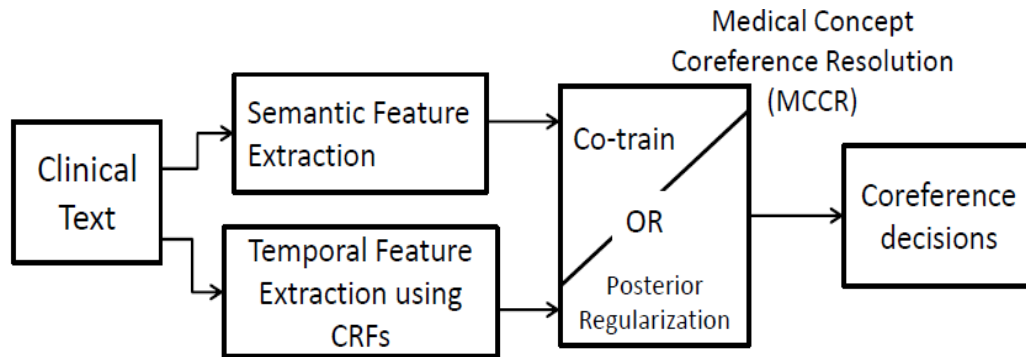 Clinical
Text
Semantic Feature
Extraction
Temporal Feature
Extraction using
CRFs
Medical Concept
Coreference Resolution
(MCCR)
Co-train
OR
Posterior
Regularization
Coreference
decisions